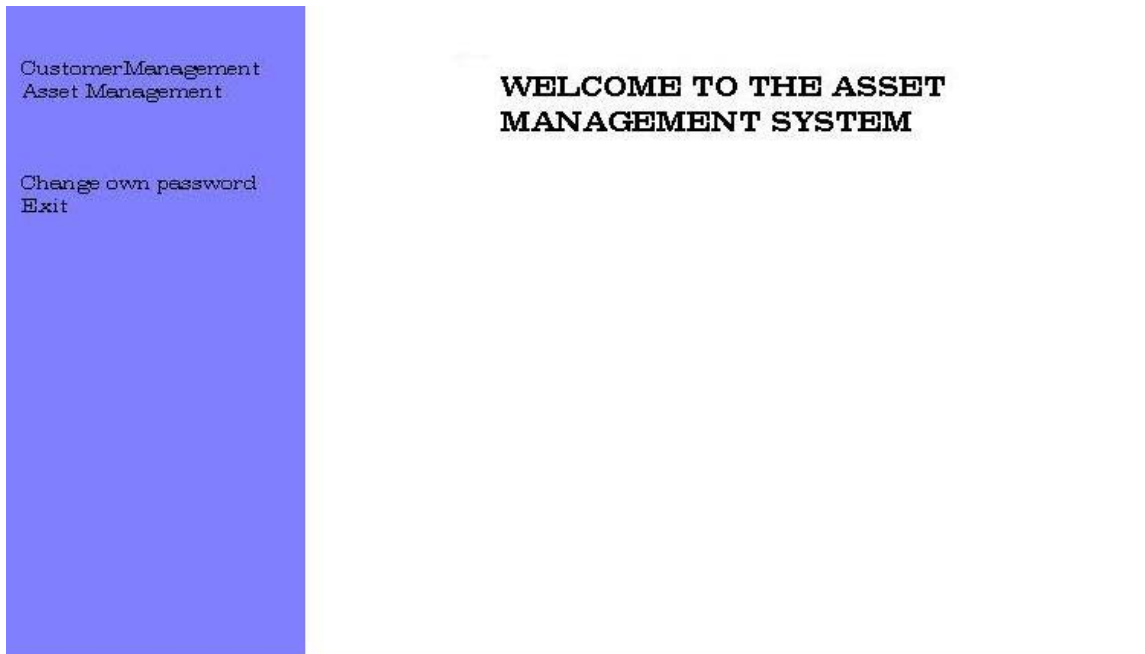 CustomerManagement
Asset Management
Change own password
Exit
WELCOME TO THE ASSET
MANAGEMENT SYSTEM